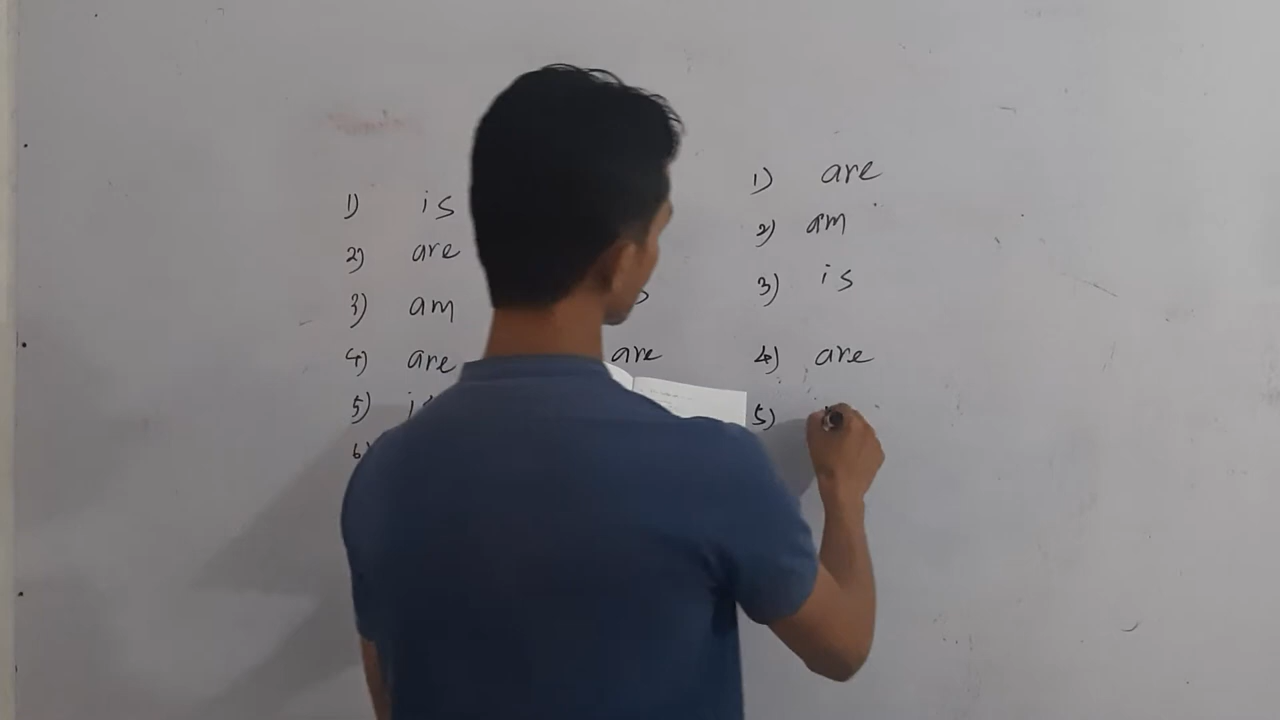 1) is
2) are
3) am
4) are
5) is
6)
are
1) are
2) am
3) is
4) are
5)